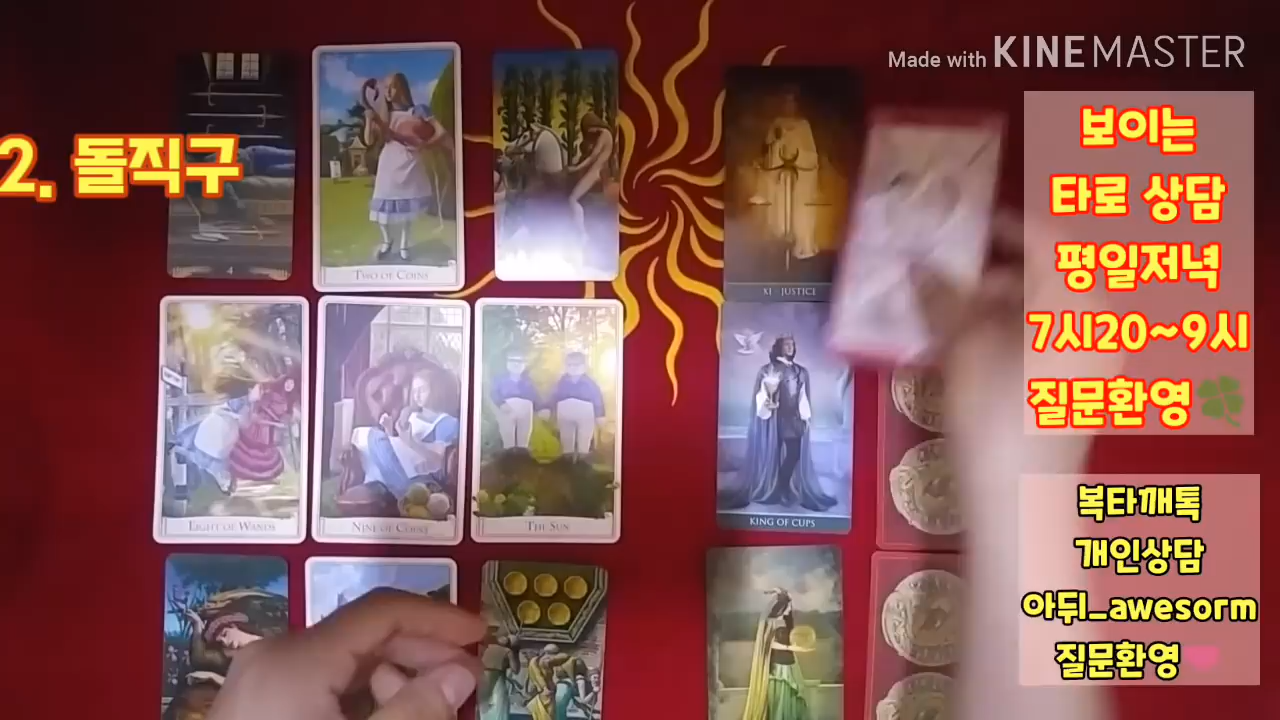 Made with KINEMASTER
2. 돌직구
보이는
타로 상담
평일저녁
7시20~9시
질문환영
복타깨톡
개인상담
아뒤_awesorm
질문환영
4
TWO OF COINS
XI JUSTICE
EIGHT OF WANDS
NINE OF COINS
THE SUN
KING OF CUPS